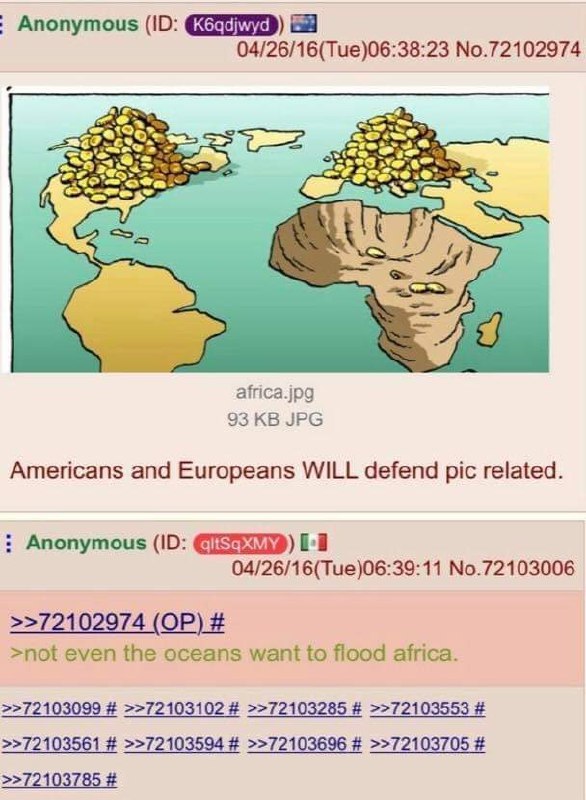 Anonymous (ID: K6qdjwyd)
04/26/16(Tue)06:38:23 No.72102974
africa.jpg
93 KB JPG
Americans and Europeans WILL defend pic related.
Anonymous (ID: qltSqXMY)
04/26/16(Tue)06:39:11 No.72103006
>>72102974 (OP) #
>not even the oceans want to flood africa.
>>72103099 # >>72103102 # >>72103285 # >>72103553 #
>>72103561 # >>72103594 # >>72103696 # >>72103705 #
>>72103785 #